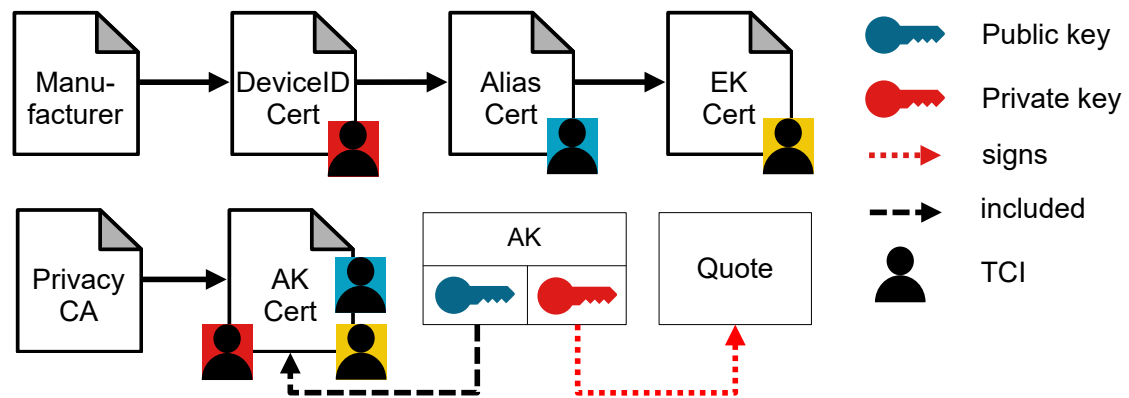 Manu-
facturer
DeviceID
Cert
Alias
Cert
EK
Cert
Public key
Private key
signs
included
TCI
Privacy
CA
AK
Cert
AK
Quote